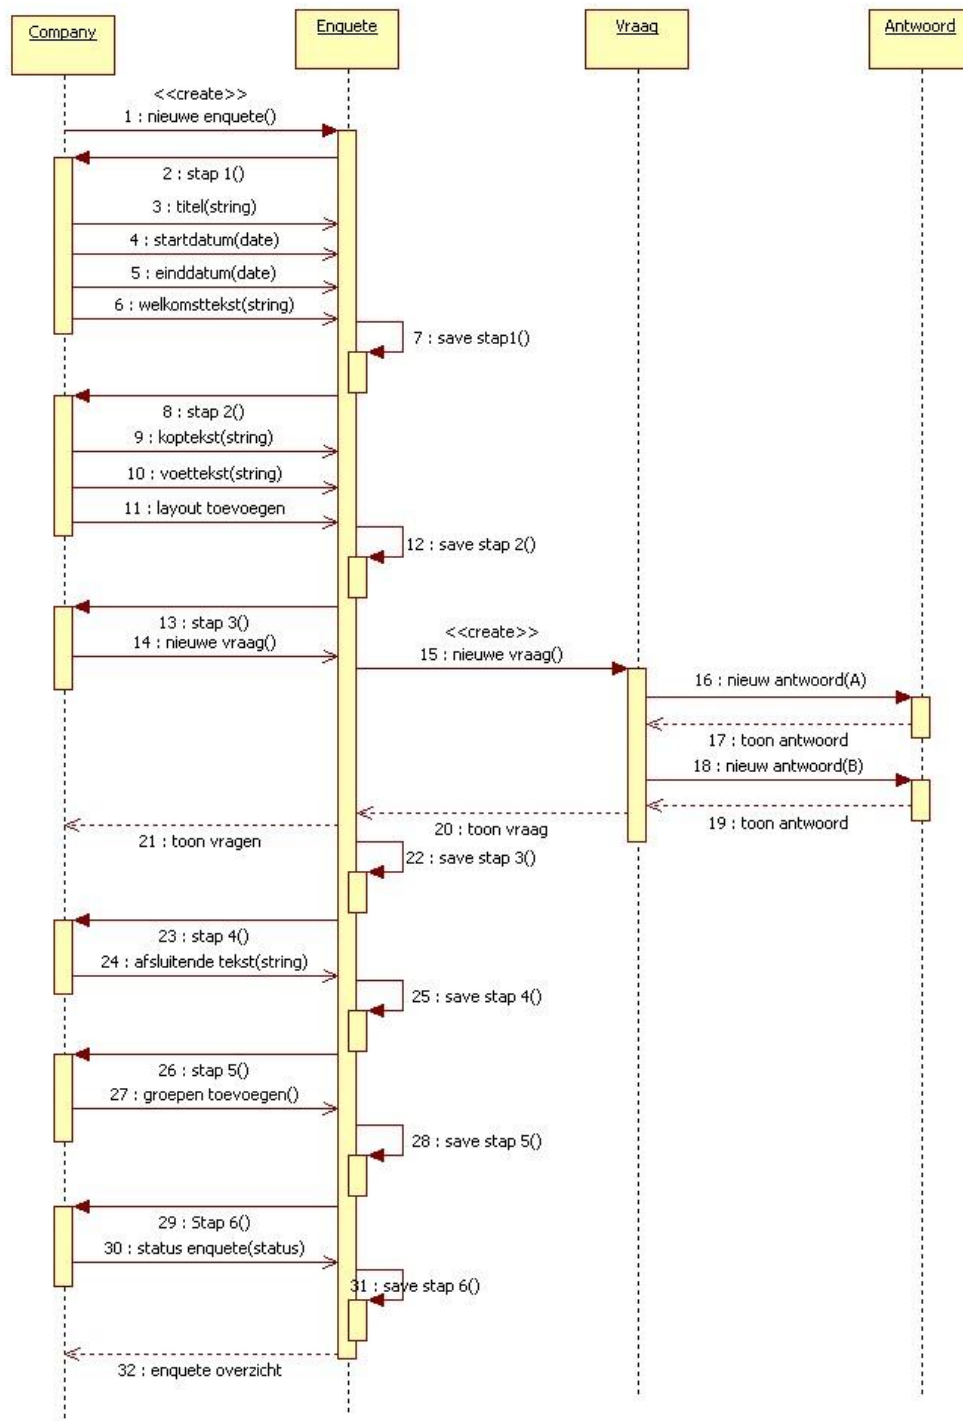 Company
Enquete
Vraag
Antwoord
<<create>>
1 : nieuwe enquete()
2 : stap 1()
3 : titel(string)
4 : startdatum(date)
5 : einddatum(date)
6 : welkomsttekst(string)
7 : save stap1()
8 : stap 2()
9 : koptekst(string)
10 : voettekst(string)
11 : layout toevoegen
12 : save stap 2()
13 : stap 3()
14 : nieuwe vraag()
<<create>>
15 : nieuwe vraag()
16 : nieuw antwoord(A)
17 : toon antwoord
18 : nieuw antwoord(B)
19 : toon antwoord
20 : toon vraag
21 : toon vragen
22 : save stap 3()
23 : stap 4()
24 : afsluitende tekst(string)
25 : save stap 4()
26 : stap 5()
27 : groepen toevoegen()
28 : save stap 5()
29 : Stap 6()
30 : status enquete(status)
31 : save stap 6()
32 : enquete overzicht